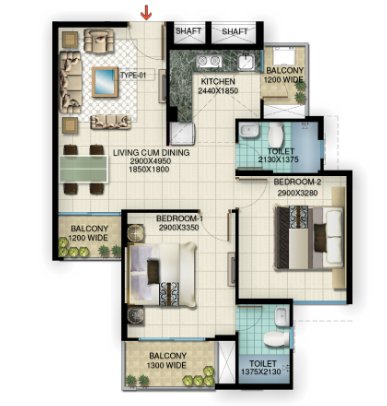 SHAFT
SHAFT
TYPE-01
KITCHEN
2440X1850
BALCONY
1200 WIDE
LIVING CUM DINING
2900X4950
1850X1800
TOILET
2130X1375
BEDROOM-2
2900X3280
BALCONY
1200 WIDE
BEDROOM-1
2900X3350
BALCONY
1300 WIDE
TOILET
1375X2130